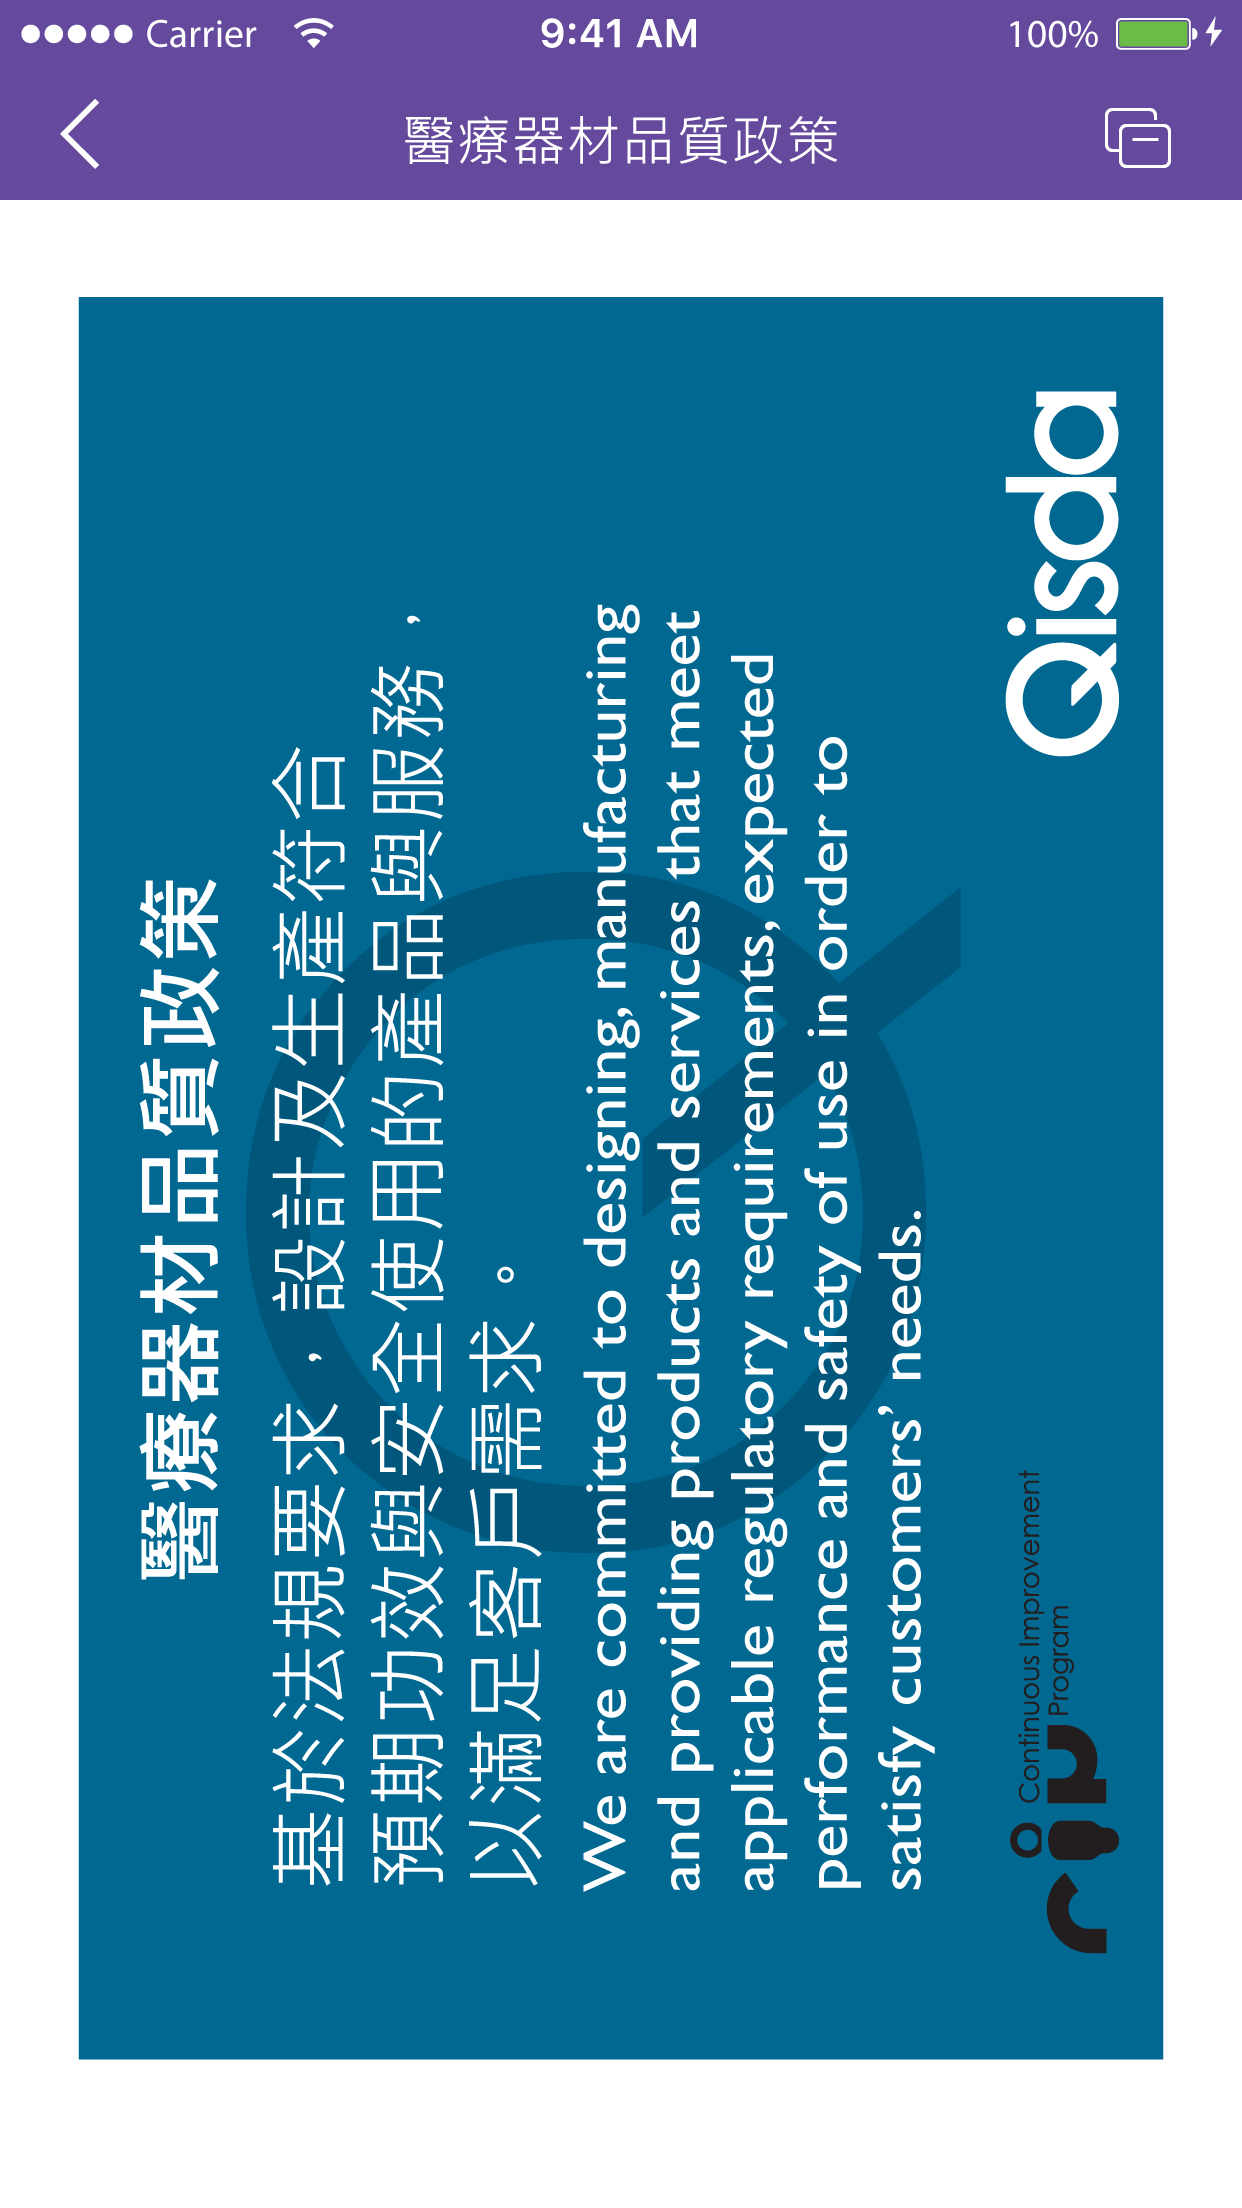 Carrier
9:41 AM
100%
醫療器材品質政策
醫療器材品質政策
基於法規要求，設計及生產符合
預期功效與安全使用的產品與服務，
以滿足客戶需求。
We are committed to designing, manufacturing
and providing products and services that meet
applicable regulatory requirements, expected
performance and safety of use in order to
satisfy customers’ needs.
Continuous Improvement
Program
cip
Qisda